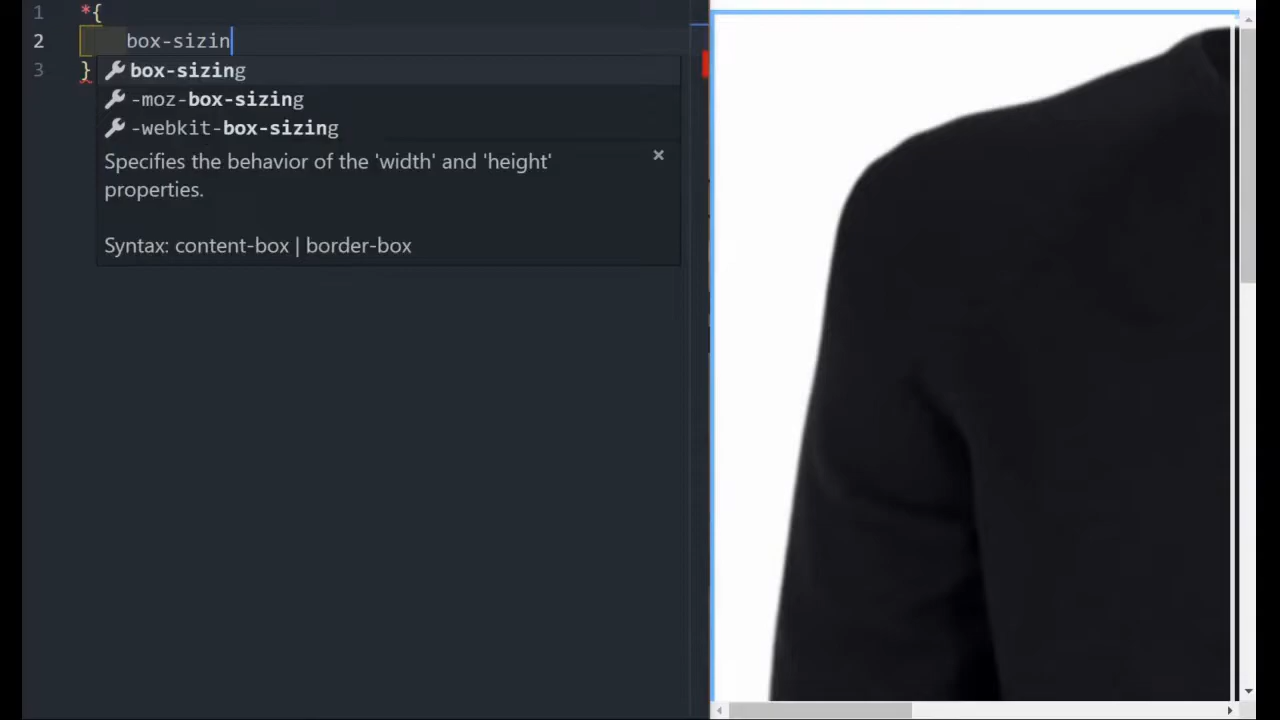 1 *{
2 box-sizin
3 }
box-sizing
-moz-box-sizing
-webkit-box-sizing
Specifies the behavior of the 'width' and 'height'
properties.
Syntax: content-box | border-box